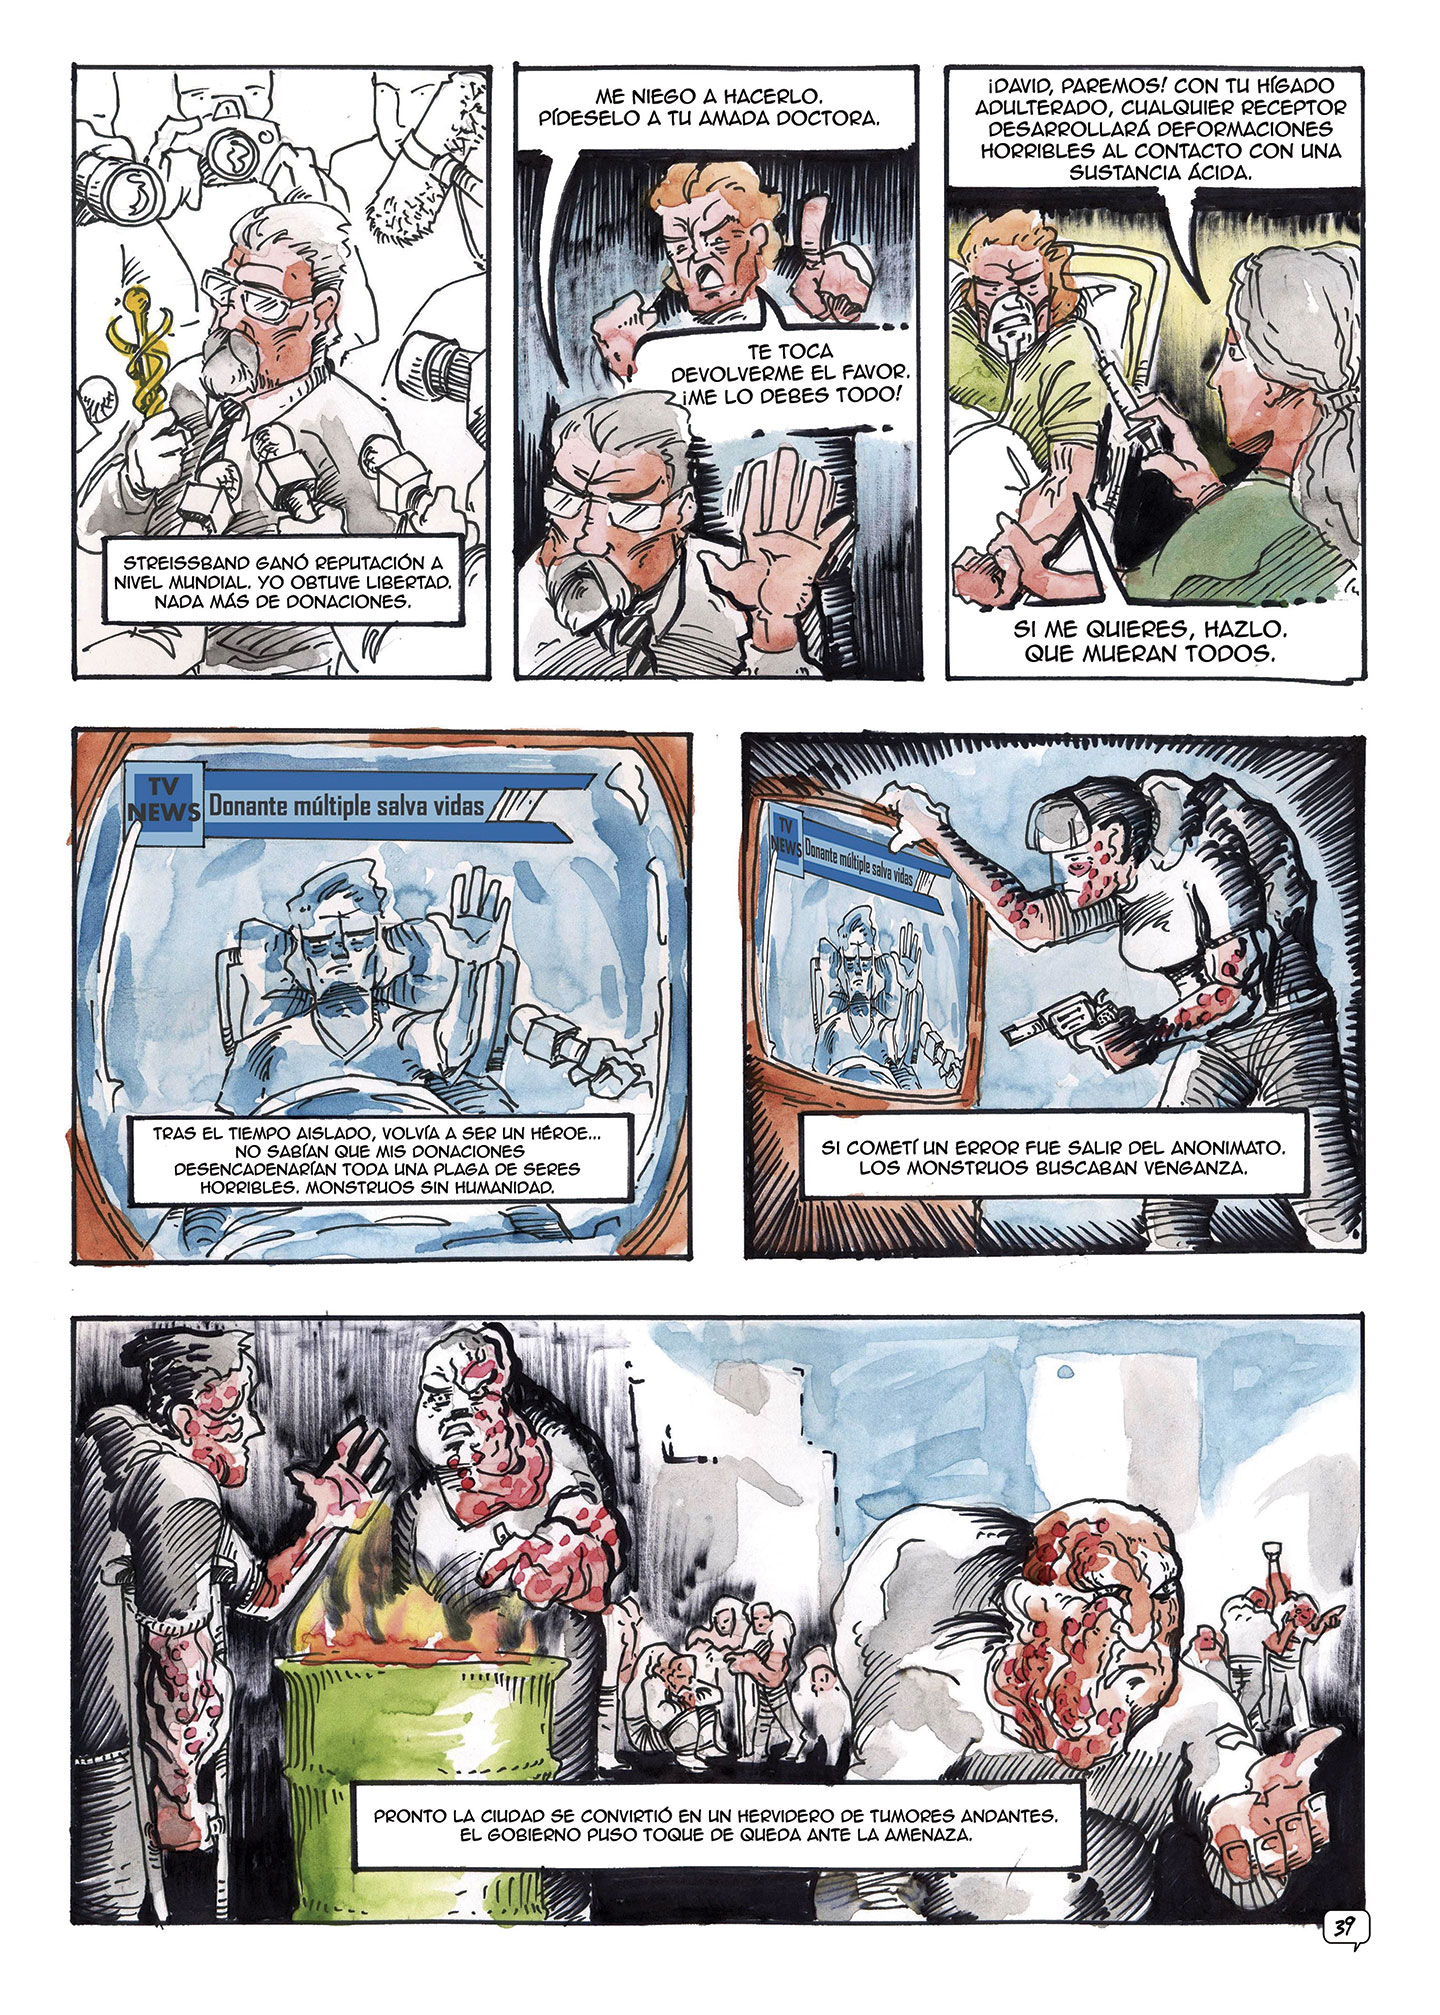 STREISSBAND GANÓ REPUTACIÓN A
NIVEL MUNDIAL. YO OBTUVE LIBERTAD.
NADA MÁS DE DONACIONES.
ME NIEGO A HACERLO.
PÍDESELO A TU AMADA DOCTORA.
TE TOCA
DEVOLVERME EL FAVOR.
¡ME LO DEBES TODO!
¡DAVID, PAREMOS! CON TU HÍGADO
ADULTERADO, CUALQUIER RECEPTOR
DESARROLLARÁ DEFORMACIONES
HORRIBLES AL CONTACTO CON UNA
SUSTANCIA ÁCIDA.
SI ME QUIERES, HAZLO.
QUE MUERAN TODOS.
TV
NEWS
Donante múltiple salva vidas
TRAS EL TIEMPO AISLADO, VOLVÍA A SER UN HÉROE...
NO SABÍAN QUE MIS DONACIONES
DESENCADENARÍAN TODA UNA PLAGA DE SERES
HORRIBLES. MONSTRUOS SIN HUMANIDAD.
TV
NEWS
Donante múltiple salva vidas
SI COMETÍ UN ERROR FUE SALIR DEL ANONIMATO.
LOS MONSTRUOS BUSCABAN VENGANZA.
PRONTO LA CIUDAD SE CONVIRTIÓ EN UN HERVIDERO DE TUMORES ANDANTES.
EL GOBIERNO PUSO TOQUE DE QUEDA ANTE LA AMENAZA.
39